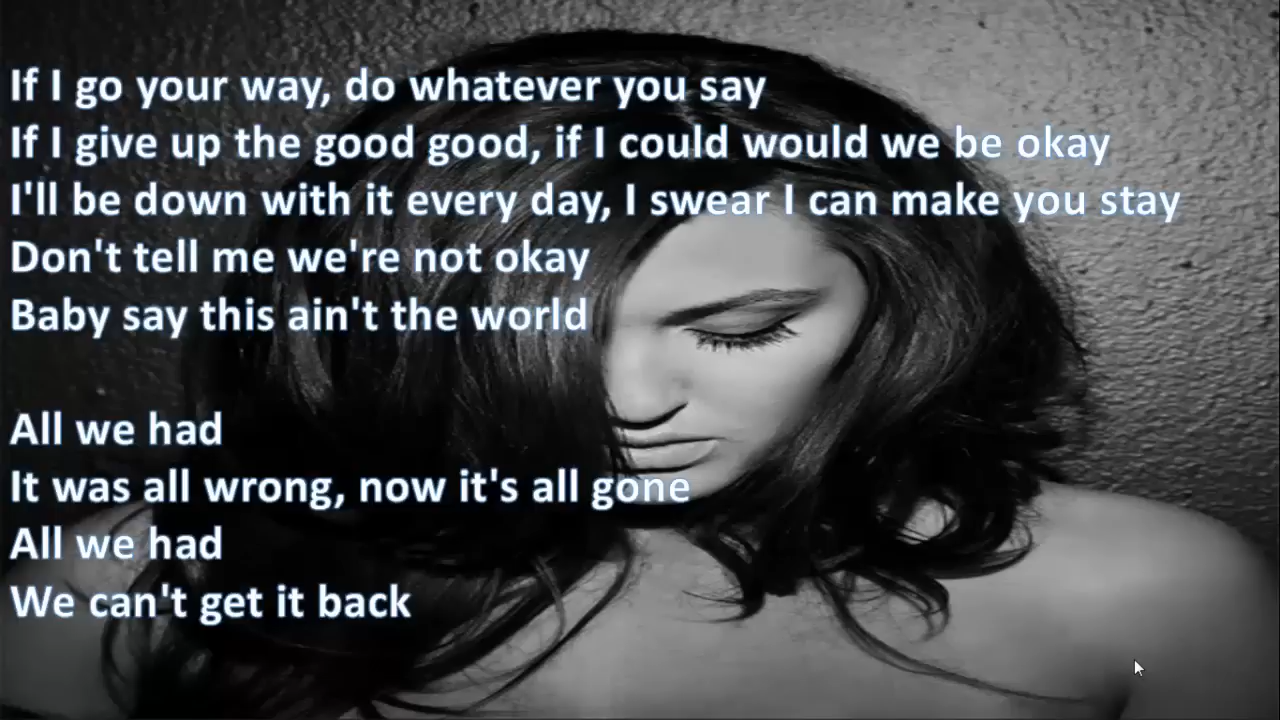 If I go your way, do whatever you say
If I give up the good good, if I could would we be okay
I'll be down with it every day, I swear I can make you stay
Don't tell me we're not okay
Baby say this ain't the world
All we had
It was all wrong, now it's all gone
All we had
We can't get it back